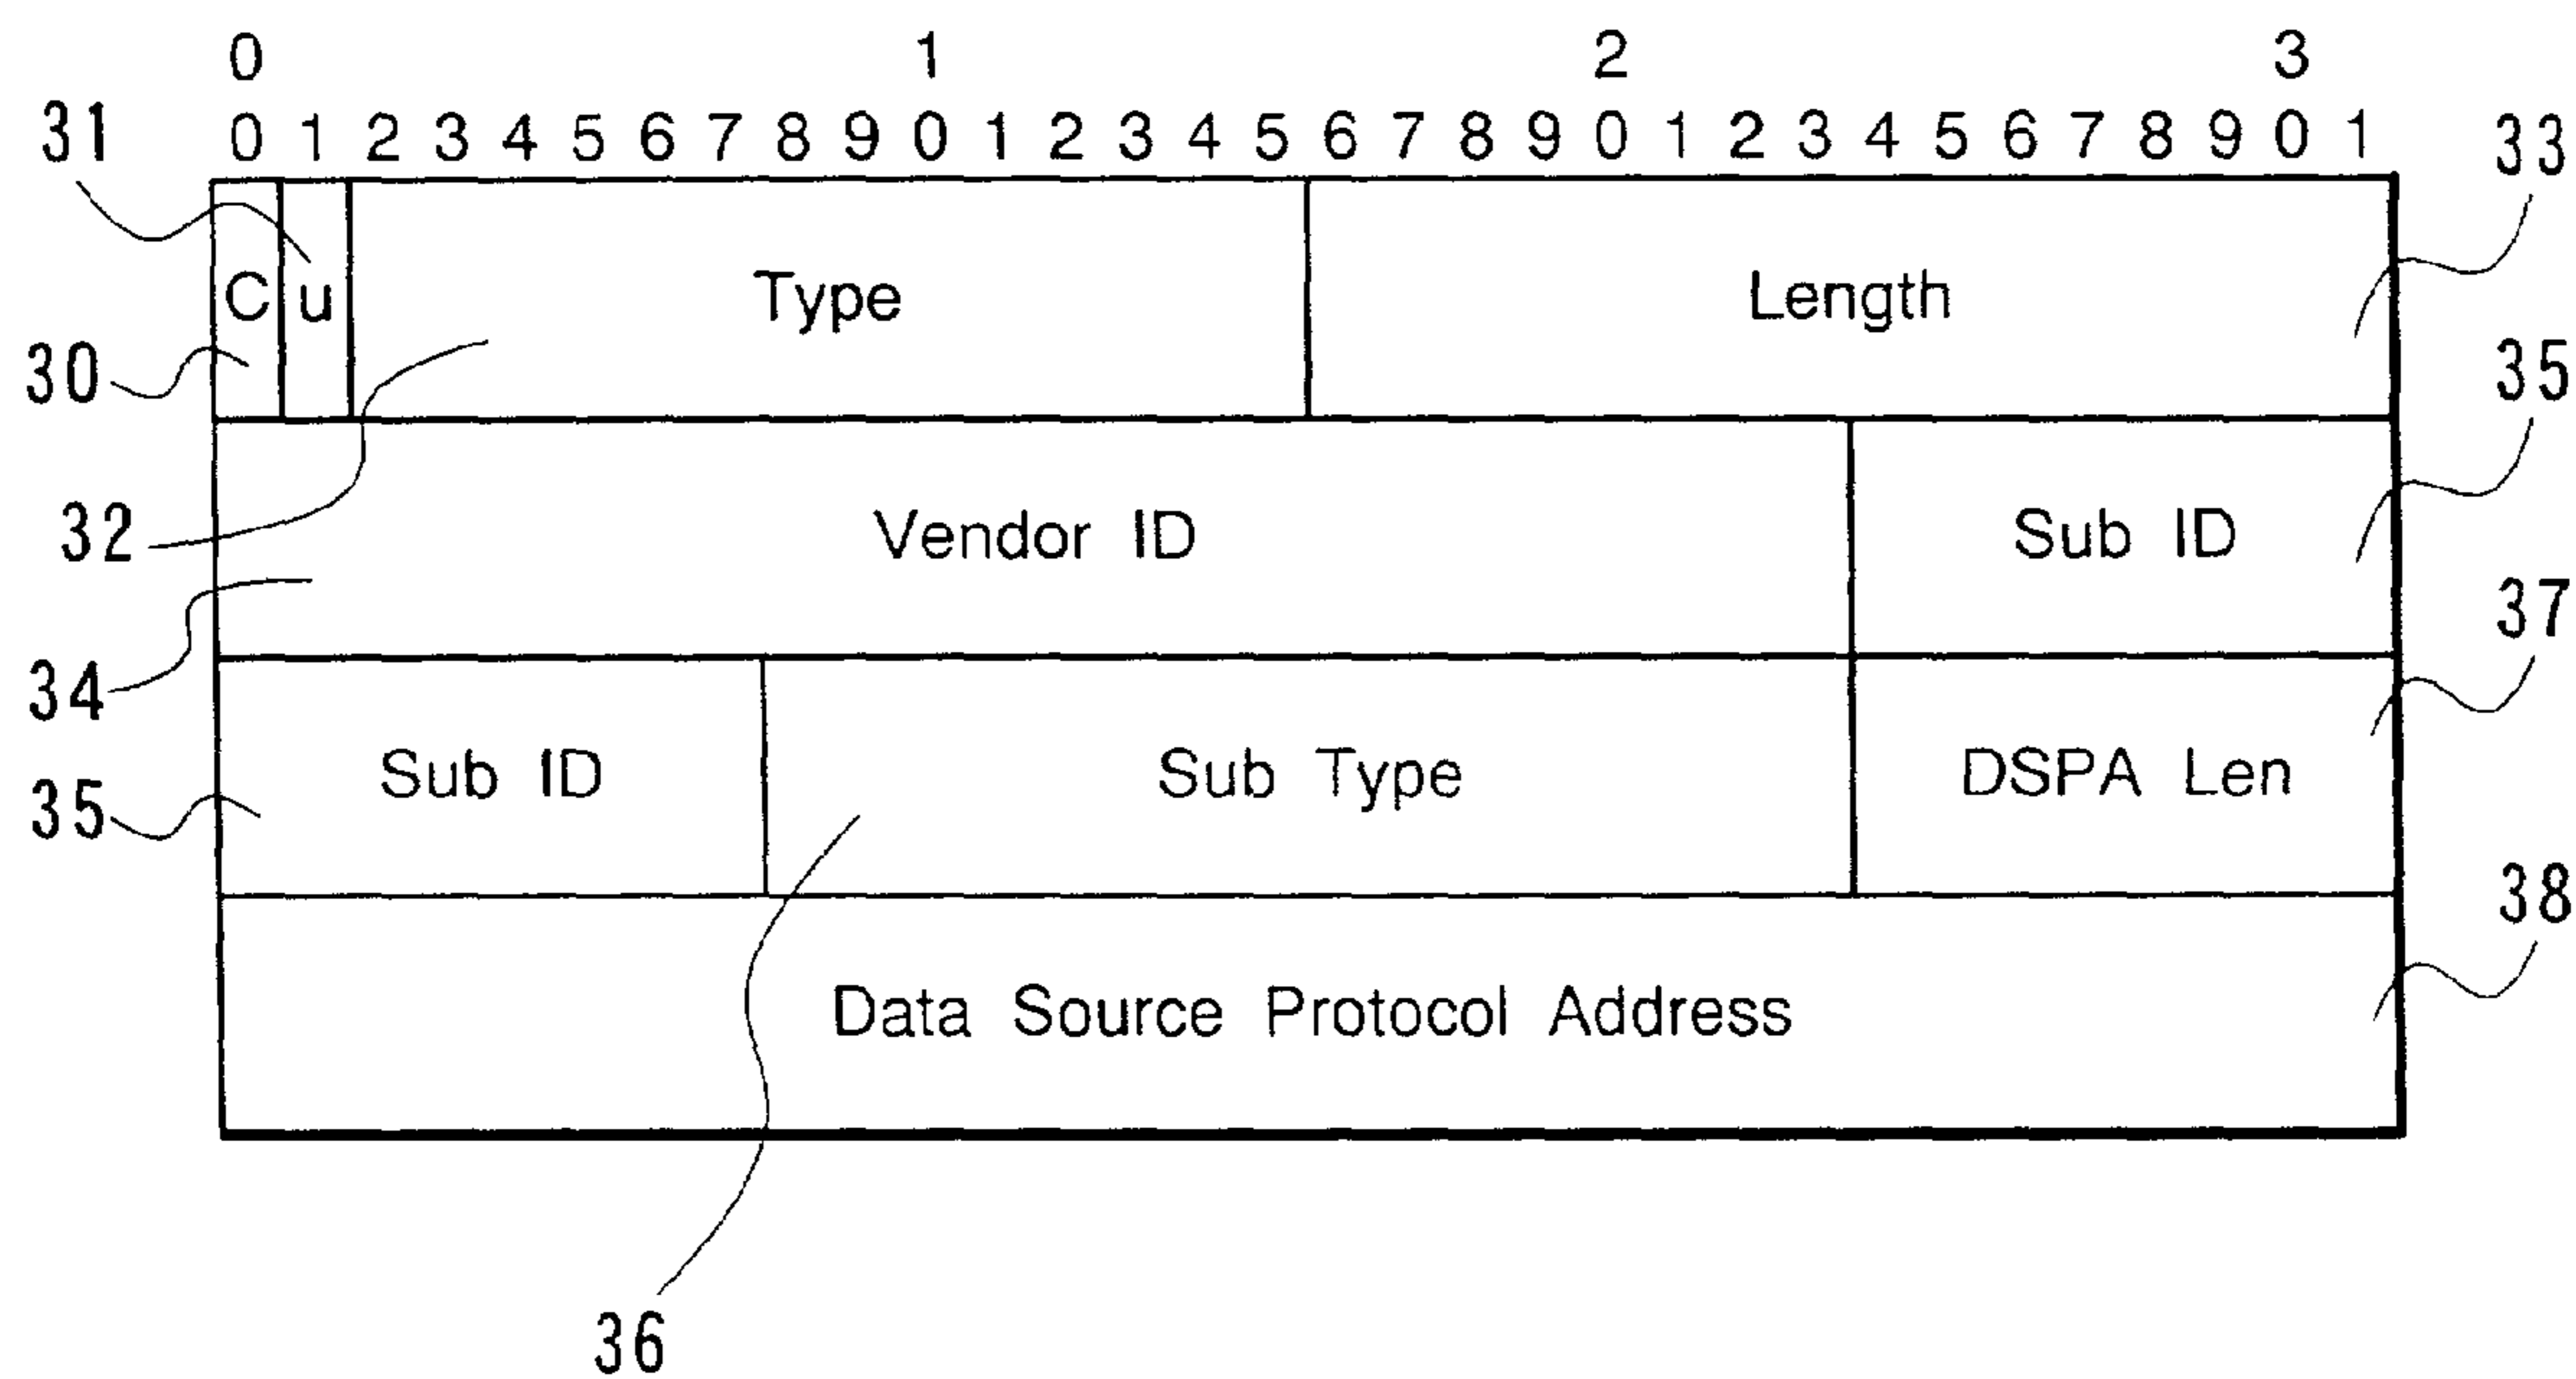 0 1 2 3
31 0 1 2 3 4 5 6 7 8 9 0 1 2 3 4 5 6 7 8 9 0 1 2 3 4 5 6 7 8 9 0 1 33
C u Type Length
30 35
32 Vendor ID Sub ID
34 37
35 Sub ID Sub Type DSPA Len
38
Data Source Protocol Address
36